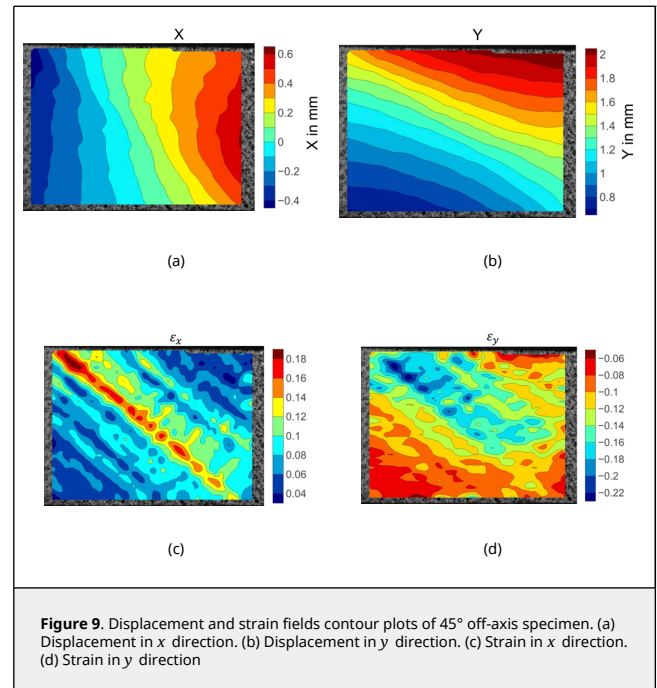 X
0.6
0.4
0.2
0
−0.2
−0.4
X in mm
(a)
Y
2
1.8
1.6
1.4
1.2
1
0.8
Y in mm
(b)
εx
0.18
0.16
0.14
0.12
0.1
0.08
0.06
0.04
(c)
εy
−0.06
−0.08
−0.1
−0.12
−0.14
−0.16
−0.18
−0.2
−0.22
(d)
Figure 9. Displacement and strain fields contour plots of 45° off-axis specimen. (a)
Displacement in x direction. (b) Displacement in y direction. (c) Strain in x direction.
(d) Strain in y direction